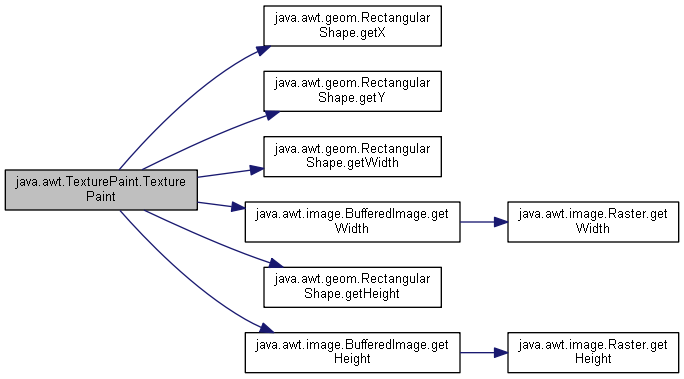 java.awt.geom.Rectangular
Shape.getX
java.awt.geom.Rectangular
Shape.getY
java.awt.geom.Rectangular
Shape.getWidth
java.awt.TexturePaint.Texture
Paint
java.awt.image.BufferedImage.get
Width
java.awt.image.Raster.get
Width
java.awt.geom.Rectangular
Shape.getHeight
java.awt.image.BufferedImage.get
Height
java.awt.image.Raster.get
Height